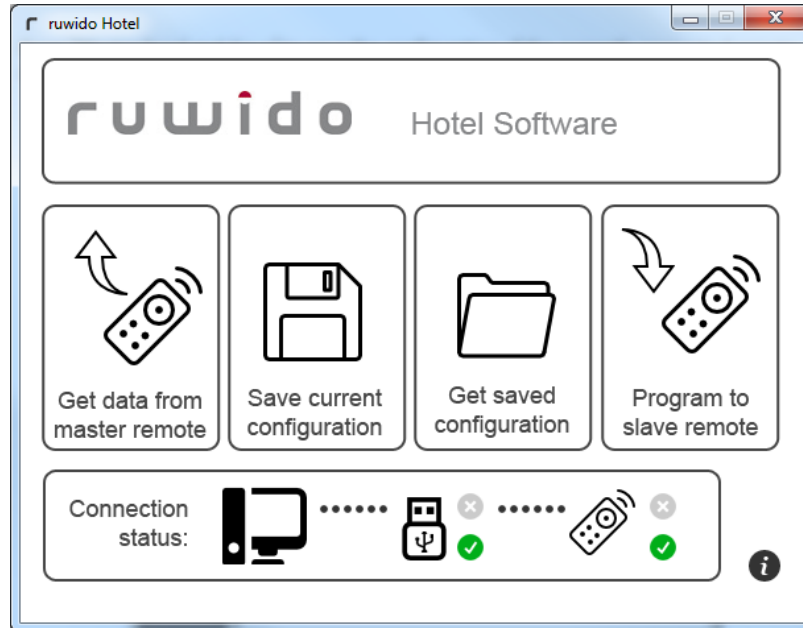 ruwido Hotel
ruwido Hotel Software
Get data from
master remote
Save current
configuration
Get saved
configuration
Program to
slave remote
Connection
status:
i